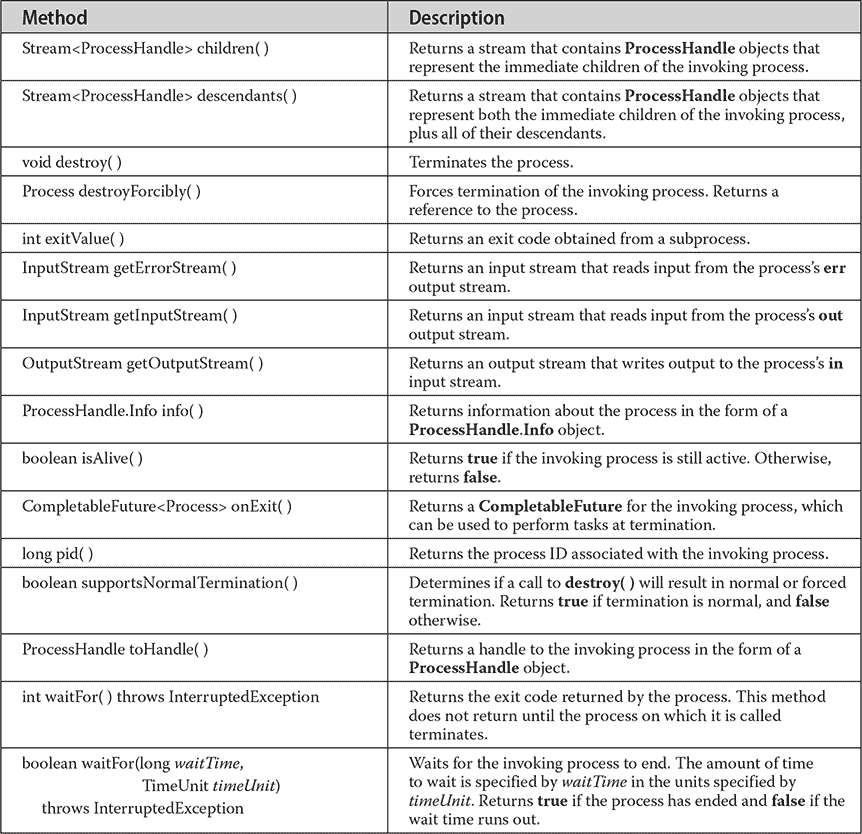 Method Description
Stream<ProcessHandle> children( ) Returns a stream that contains ProcessHandle objects that
represent the immediate children of the invoking process.
Stream<ProcessHandle> descendants( ) Returns a stream that contains ProcessHandle objects that
represent both the immediate children of the invoking process,
plus all of their descendants.
void destroy( ) Terminates the process.
Process destroyForcibly( ) Forces termination of the invoking process. Returns a
reference to the process.
int exitValue( ) Returns an exit code obtained from a subprocess.
InputStream getErrorStream( ) Returns an input stream that reads input from the process’s err
output stream.
InputStream getInputStream( ) Returns an input stream that reads input from the process’s out
output stream.
OutputStream getOutputStream( ) Returns an output stream that writes output to the process’s in
input stream.
ProcessHandle.Info info( ) Returns information about the process in the form of a
ProcessHandle.Info object.
boolean isAlive( ) Returns true if the invoking process is still active. Otherwise,
returns false.
CompletableFuture<Process> onExit( ) Returns a CompletableFuture for the invoking process, which
can be used to perform tasks at termination.
long pid( ) Returns the process ID associated with the invoking process.
boolean supportsNormalTermination( ) Determines if a call to destroy( ) will result in normal or forced
termination. Returns true if termination is normal, and false
otherwise.
ProcessHandle toHandle( ) Returns a handle to the invoking process in the form of a
ProcessHandle object.
int waitFor( ) throws InterruptedException Returns the exit code returned by the process. This method
does not return until the process on which it is called
terminates.
boolean waitFor(long waitTime, Waits for the invoking process to end. The amount of time
TimeUnit timeUnit) to wait is specified by waitTime in the units specified by
throws InterruptedException timeUnit. Returns true if the process has ended and false if the
wait time runs out.